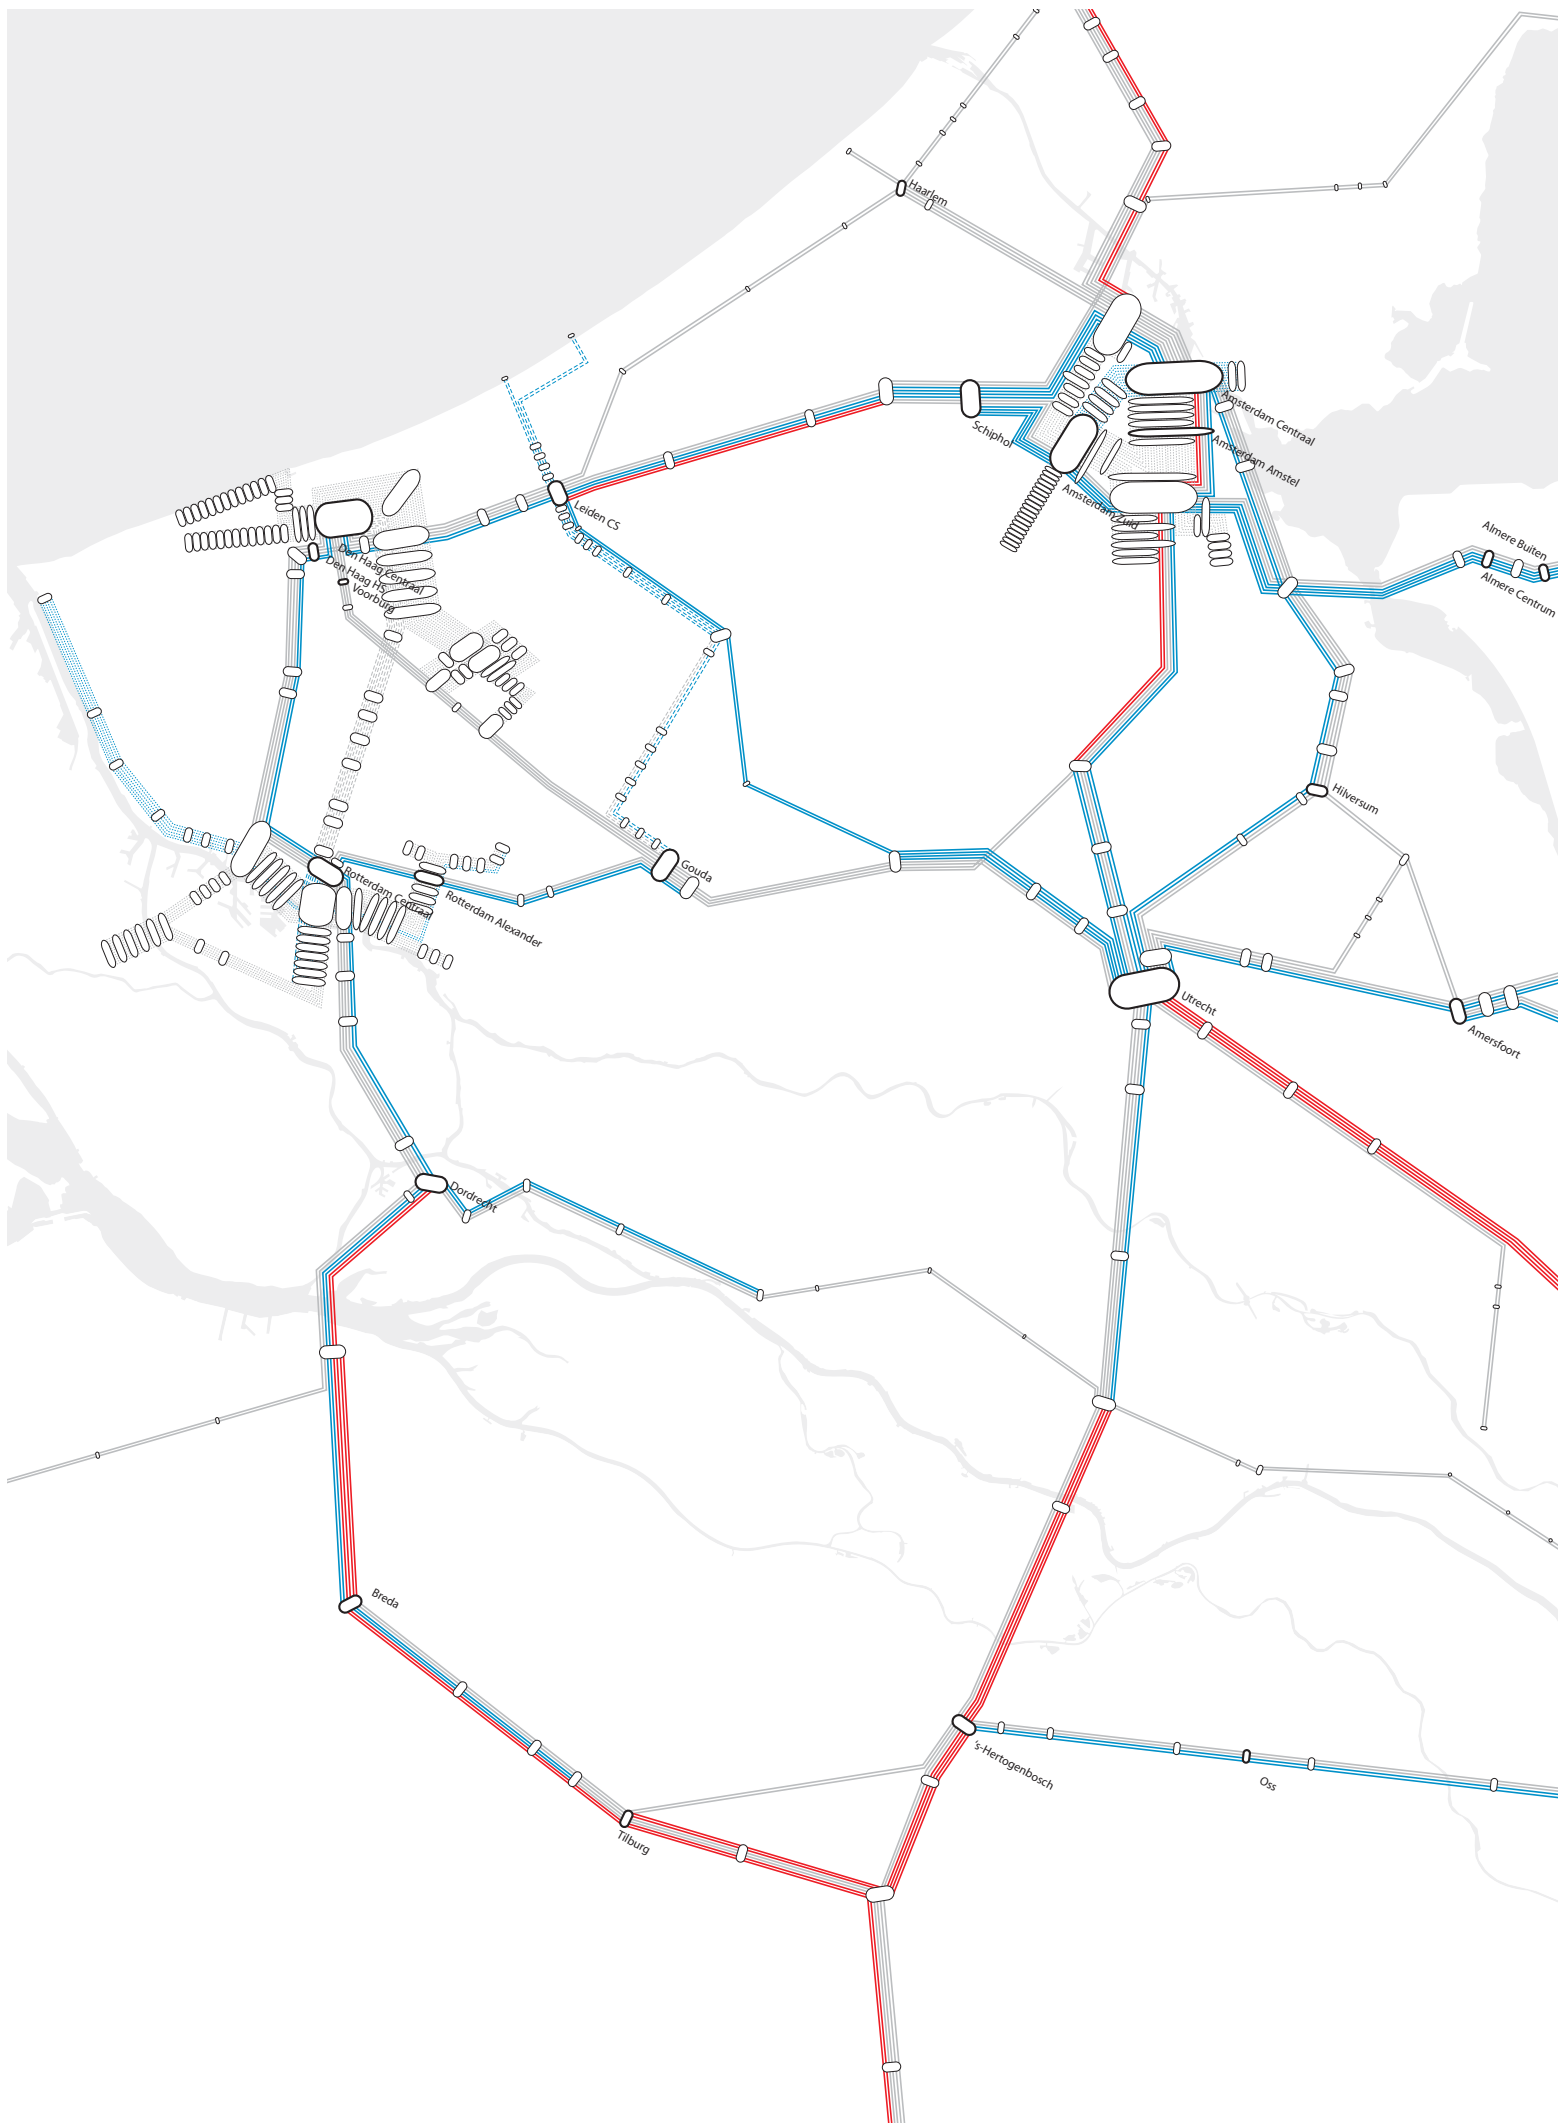 Haarlem
Amsterdam Centraal
Schiphol
Amsterdam Amstel
Amsterdam Zuid
Leiden CS
Almere Buiten
Den Haag Centraal
Den Haag HS
Voorburg
Almere Centrum
Hilversum
Gouda
Rotterdam Centraal
Rotterdam Alexander
Utrecht
Amersfoort
Dordrecht
Breda
's-Hertogenbosch
Oss
Tilburg